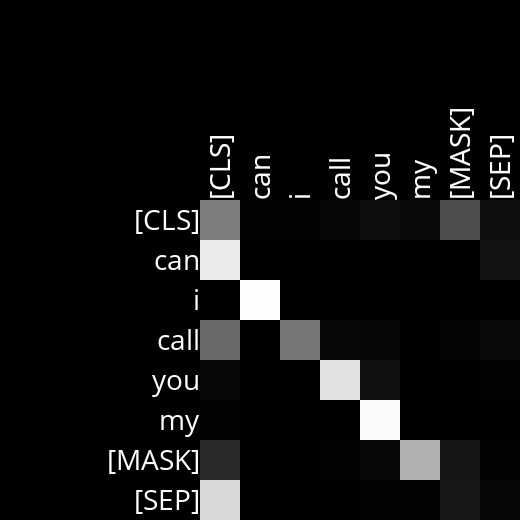 [CLS] can i call you my [MASK] [SEP]
[CLS]
can
i
call
you
my
[MASK]
[SEP]